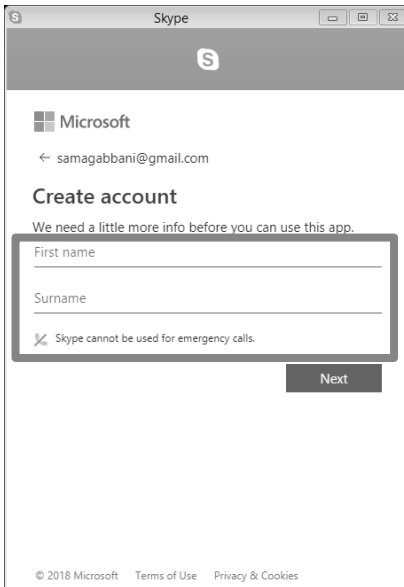 Skype
Microsoft
← samagabbani@gmail.com
Create account
We need a little more info before you can use this app.
First name
Surname
Skype cannot be used for emergency calls.
Next
© 2018 Microsoft Terms of Use Privacy & Cookies